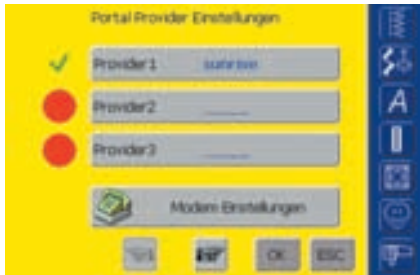 Portal Provider Einstellungen
Provider1 sunrise
Provider2
Provider3
Modem Einstellungen
OK
ESC
A